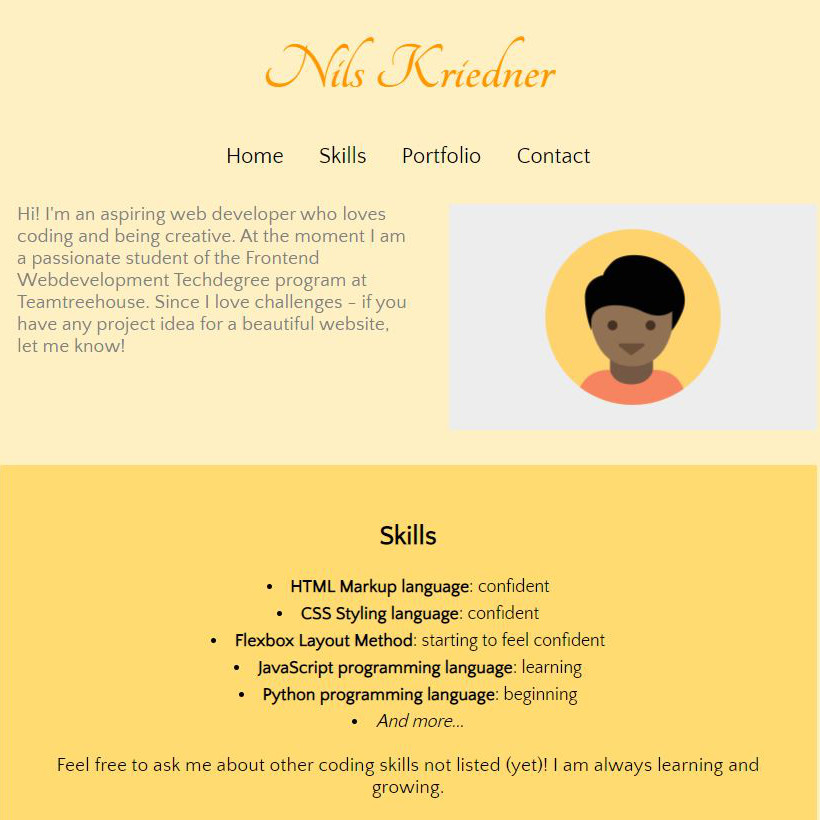 Nils Kriedner
Home Skills Portfolio Contact
Hi! I'm an aspiring web developer who loves
coding and being creative. At the moment I am
a passionate student of the Frontend
Webdevelopment Techdegree program at
Teamtreehouse. Since I love challenges - if you
have any project idea for a beautiful website,
let me know!
Skills
• HTML Markup language: confident
• CSS Styling language: confident
• Flexbox Layout Method: starting to feel confident
• JavaScript programming language: learning
• Python programming language: beginning
• And more...
Feel free to ask me about other coding skills not listed (yet)! I am always learning and
growing.